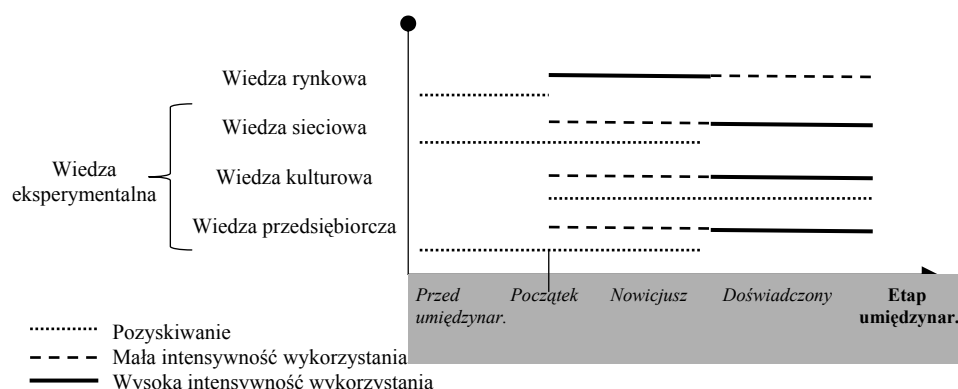 Wiedza rynkowa
Wiedza sieciowa
Wiedza
eksperymentalna
Wiedza kulturowa
Wiedza przedsiębiorcza
Przed
umiędzynar.
Początek
Nowicjusz
Doświadczony
Etap
umiędzynar.
Pozyskiwanie
Mała intensywność wykorzystania
Wysoka intensywność wykorzystania